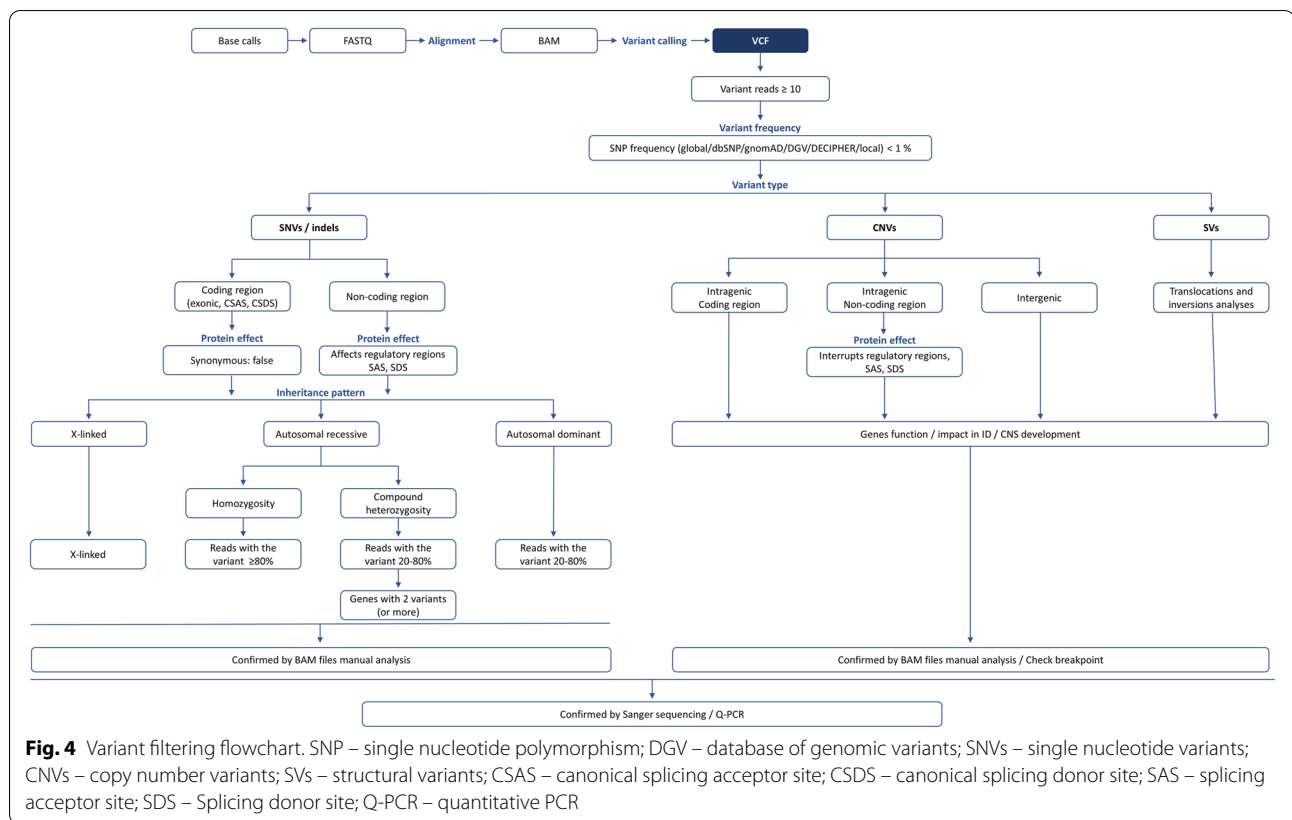 Base calls
FASTQ
Alignment
BAM
Variant calling
VCF
Variant reads ≥ 10
Variant frequency
SNP frequency (global/dbSNP/gnomAD/DGV/DECIPHER/local) < 1 %
Variant type
SNVs / indels
CNVs
SVs
Coding region
(exonic, CSAS, CSDS)
Non-coding region
Intragenic
Coding region
Intragenic
Non-coding region
Intergenic
Translocations and
inversions analyses
Protein effect
Protein effect
Protein effect
Synonymous: false
Affects regulatory regions
SAS, SDS
Interrupts regulatory regions,
SAS, SDS
Inheritance pattern
X-linked
Autosomal recessive
Autosomal dominant
Genes function / impact in ID / CNS development
Homozygosity
Compound
heterozygosity
X-linked
Reads with the
variant ≥80%
Reads with the
variant 20-80%
Reads with the
variant 20-80%
Genes with 2 variants
(or more)
Confirmed by BAM files manual analysis
Confirmed by BAM files manual analysis / Check breakpoint
Confirmed by Sanger sequencing / Q-PCR
Fig. 4 Variant filtering flowchart. SNP – single nucleotide polymorphism; DGV – database of genomic variants; SNVs – single nucleotide variants;
CNVs – copy number variants; SVs – structural variants; CSAS – canonical splicing acceptor site; CSDS – canonical splicing donor site; SAS – splicing
acceptor site; SDS – Splicing donor site; Q-PCR – quantitative PCR